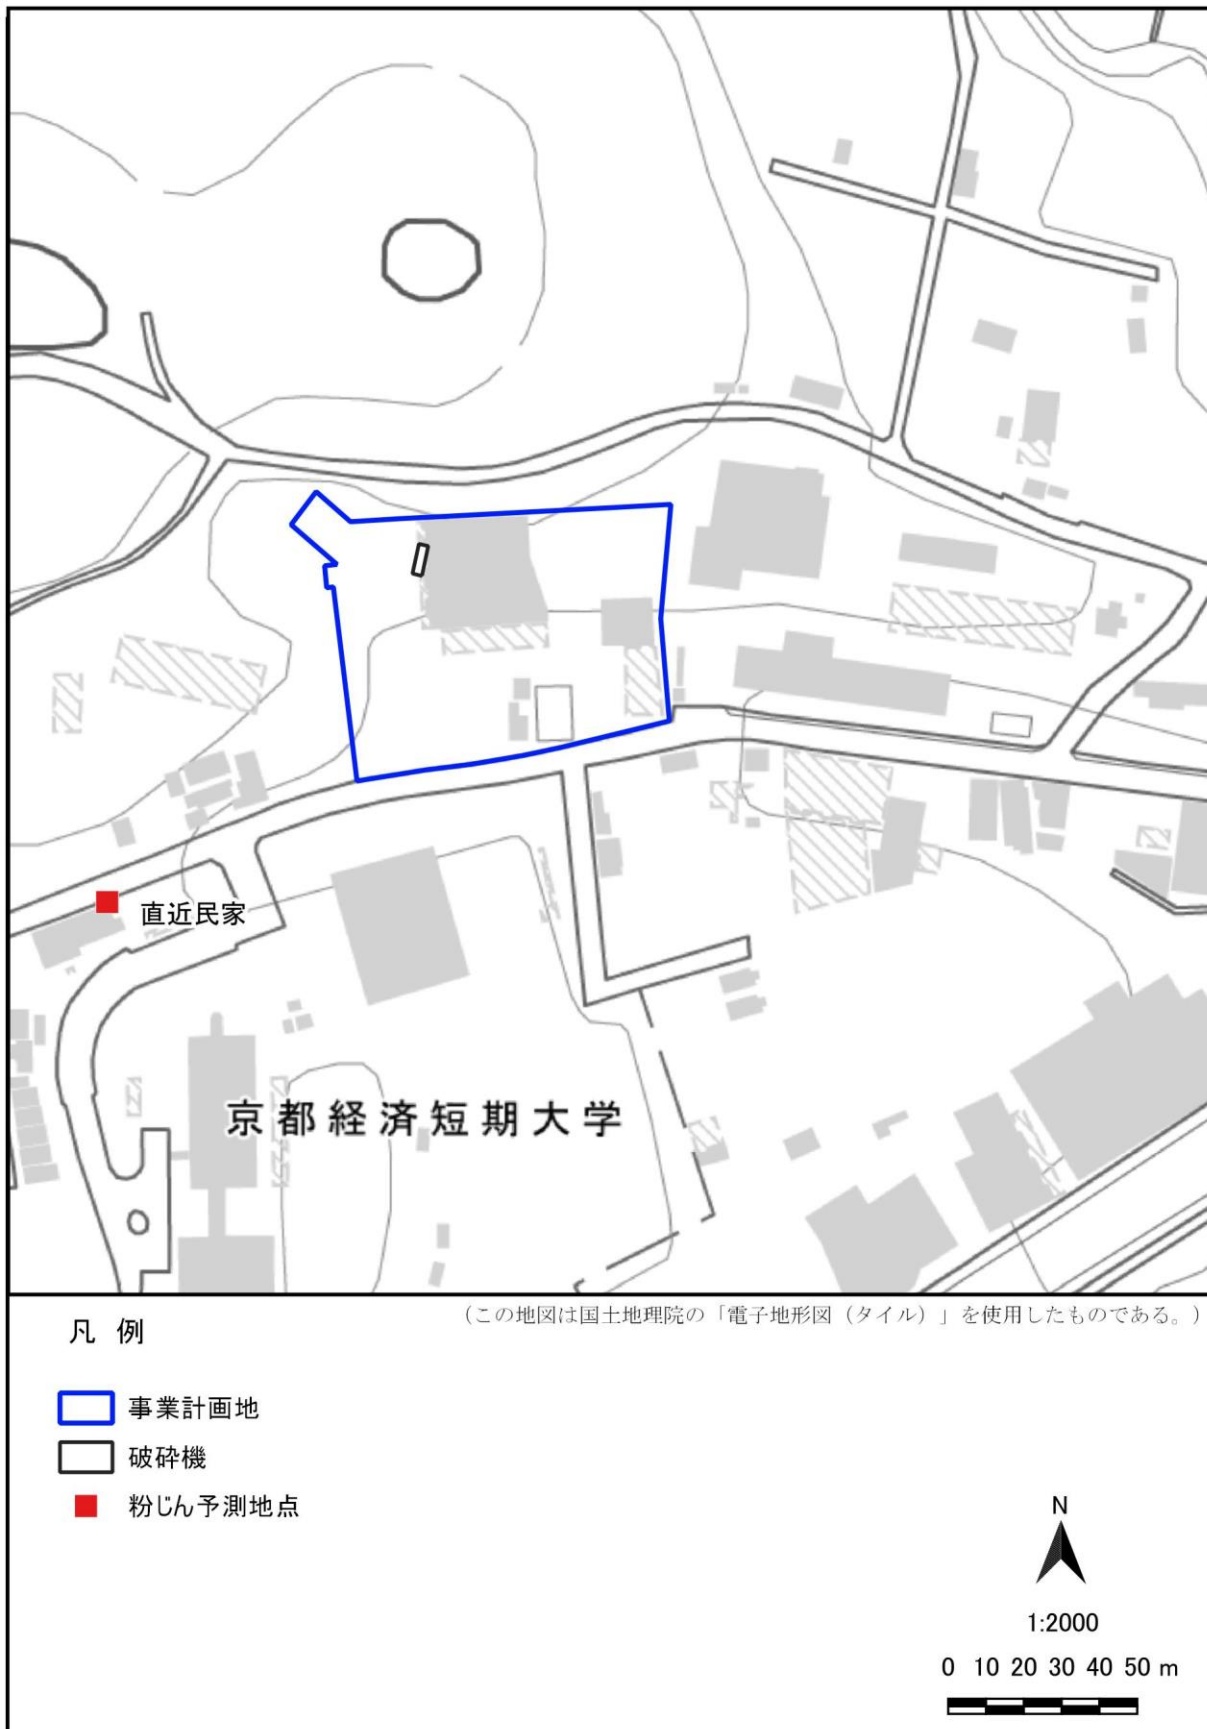 直近民家
京都経済短期大学
(この地図は国土地理院の「電子地形図(タイル)」を使用したものである。)
凡 例
事業計画地
破砕機
粉じん予測地点
N
1:2000
0 10 20 30 40 50 m